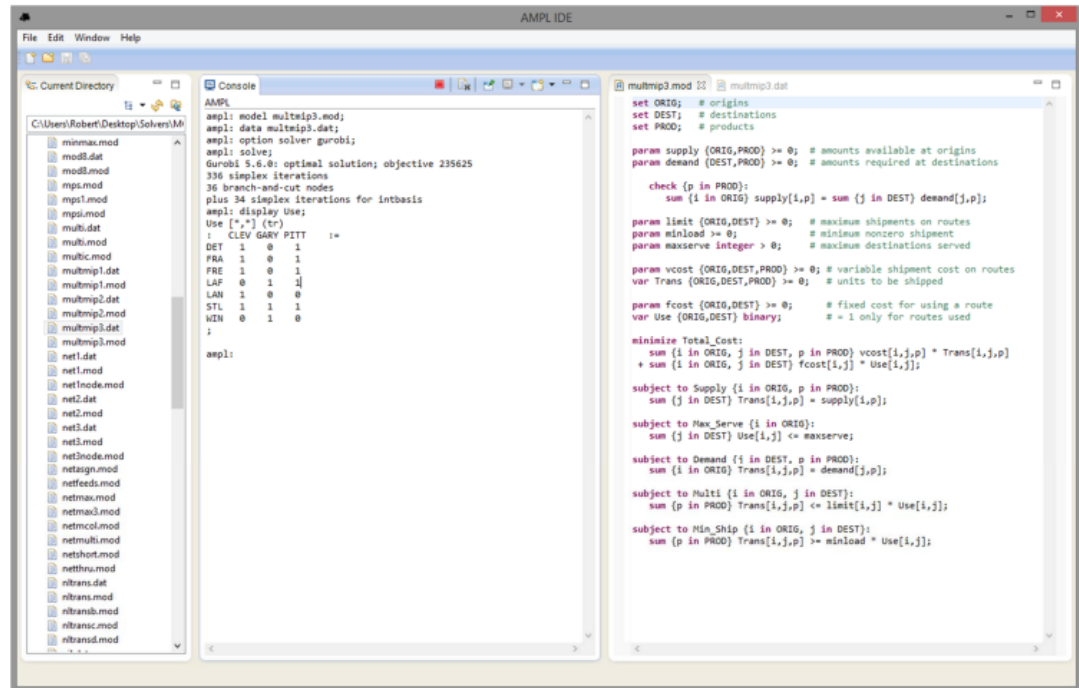 AMPL IDE
File Edit Window Help
Current Directory
C:\Users\Robert\Desktop\Solvers\M
minmax.mod
mod8.dat
mod8.mod
mps.mod
mps1.mod
mpsi.mod
multi.dat
multi.mod
multic.mod
multmip1.dat
multmip1.mod
multmip2.dat
multmip2.mod
multmip3.dat
multmip3.mod
net1.dat
net1.mod
net1node.mod
net2.dat
net2.mod
net3.dat
net3.mod
net3node.mod
netasgn.mod
netfeeds.mod
netmax.mod
netmax3.mod
netmcol.mod
netmulti.mod
netshort.mod
netthru.mod
nltrans.dat
nltrans.mod
nltransb.mod
nltransc.mod
nltransd.mod
Console
AMPL
ampl: model multmip3.mod;
ampl: data multmip3.dat;
ampl: option solver gurobi;
ampl: solve;
Gurobi 5.6.0: optimal solution; objective 235625
336 simplex iterations
36 branch-and-cut nodes
plus 34 simplex iterations for intbasis
ampl: display Use;
Use [*,*] (tr)
: CLEV GARY PITT :=
DET 1 0 1
FRA 1 0 1
FRE 1 0 1
LAF 0 1 1
LAN 1 0 0
STL 1 1 1
WIN 0 1 0
;
ampl:
multmip3.mod multmip3.dat
set ORIG; # origins
set DEST; # destinations
set PROD; # products
param supply {ORIG,PROD} >= 0; # amounts available at origins
param demand {DEST,PROD} >= 0; # amounts required at destinations
check {p in PROD}:
sum {i in ORIG} supply[i,p] = sum {j in DEST} demand[j,p];
param limit {ORIG,DEST} >= 0; # maximum shipments on routes
param minload >= 0; # minimum nonzero shipment
param maxserve integer > 0; # maximum destinations served
param vcost {ORIG,DEST,PROD} >= 0; # variable shipment cost on routes
var Trans {ORIG,DEST,PROD} >= 0; # units to be shipped
param fcost {ORIG,DEST} >= 0; # fixed cost for using a route
var Use {ORIG,DEST} binary; # = 1 only for routes used
minimize Total_Cost:
sum {i in ORIG, j in DEST, p in PROD} vcost[i,j,p] * Trans[i,j,p]
+ sum {i in ORIG, j in DEST} fcost[i,j] * Use[i,j];
subject to Supply {i in ORIG, p in PROD}:
sum {j in DEST} Trans[i,j,p] = supply[i,p];
subject to Max_Serve {i in ORIG}:
sum {j in DEST} Use[i,j] <= maxserve;
subject to Demand {j in DEST, p in PROD}:
sum {i in ORIG} Trans[i,j,p] = demand[j,p];
subject to Multi {i in ORIG, j in DEST}:
sum {p in PROD} Trans[i,j,p] <= limit[i,j] * Use[i,j];
subject to Min_Ship {i in ORIG, j in DEST}:
sum {p in PROD} Trans[i,j,p] >= minload * Use[i,j];